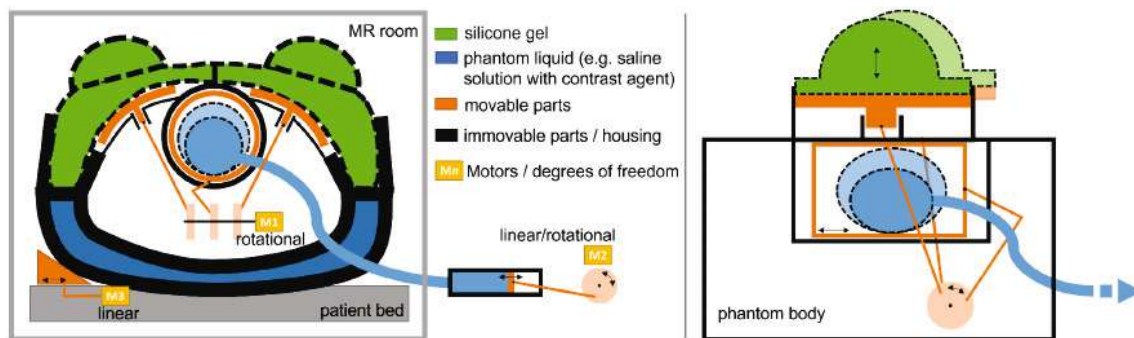 MR room
silicone gel
phantom liquid (e.g. saline
solution with contrast agent)
movable parts
immovable parts / housing
Mn Motors / degrees of freedom
M1
rotational
linear/rotational
M2
M3
linear
patient bed
phantom body